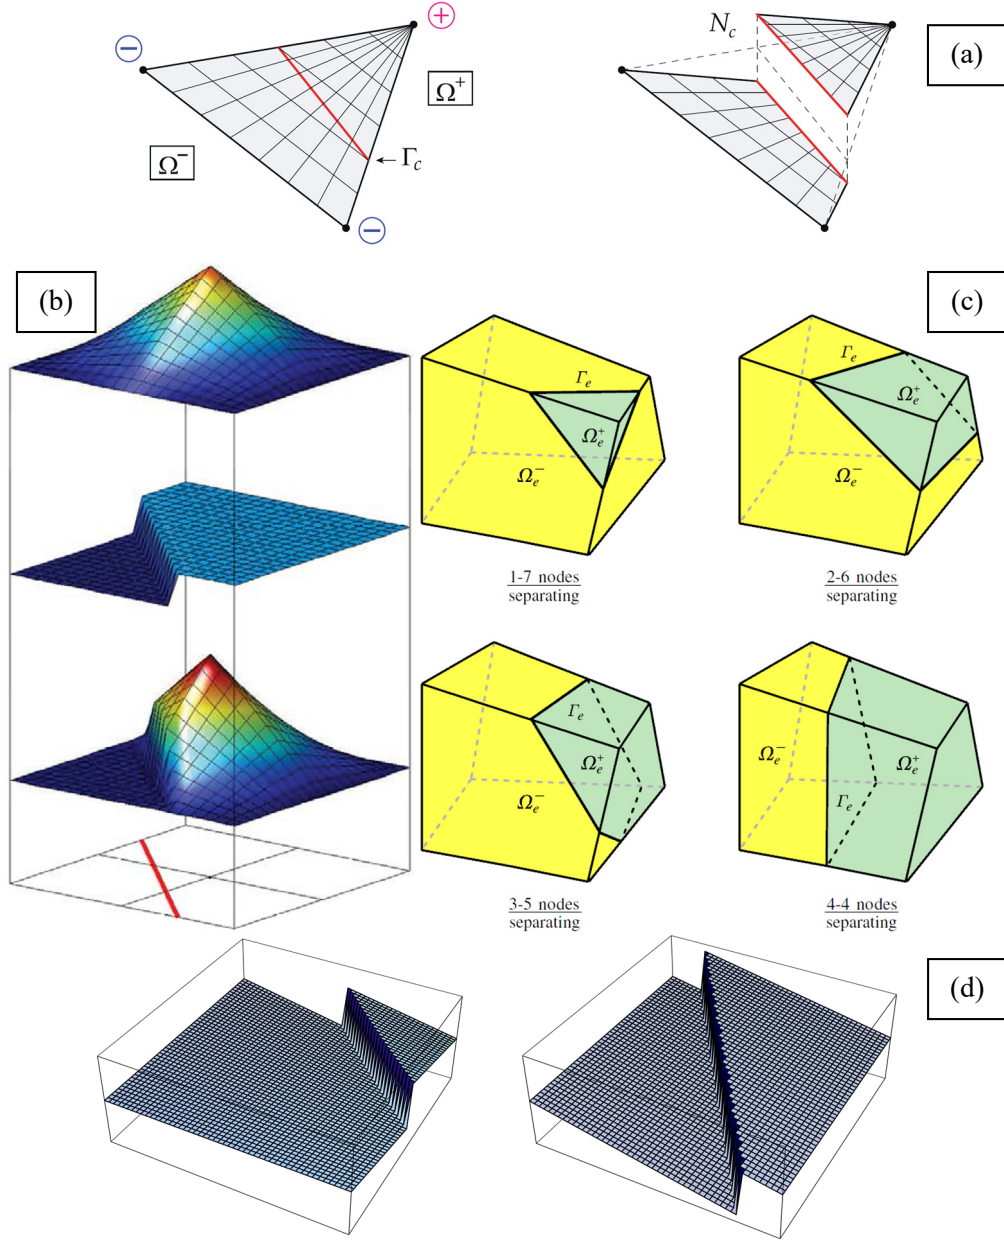 ⊕
⊖
Ω⁺
Ω⁻
Γc
⊖
Nc
(a)
(b)
(c)
Γe
Ωe⁺
Ωe⁻
1-7 nodes
separating
Γe
Ωe⁺
Ωe⁻
2-6 nodes
separating
Γe
Ωe⁺
Ωe⁻
3-5 nodes
separating
Ωe⁻
Ωe⁺
Γe
4-4 nodes
separating
(d)